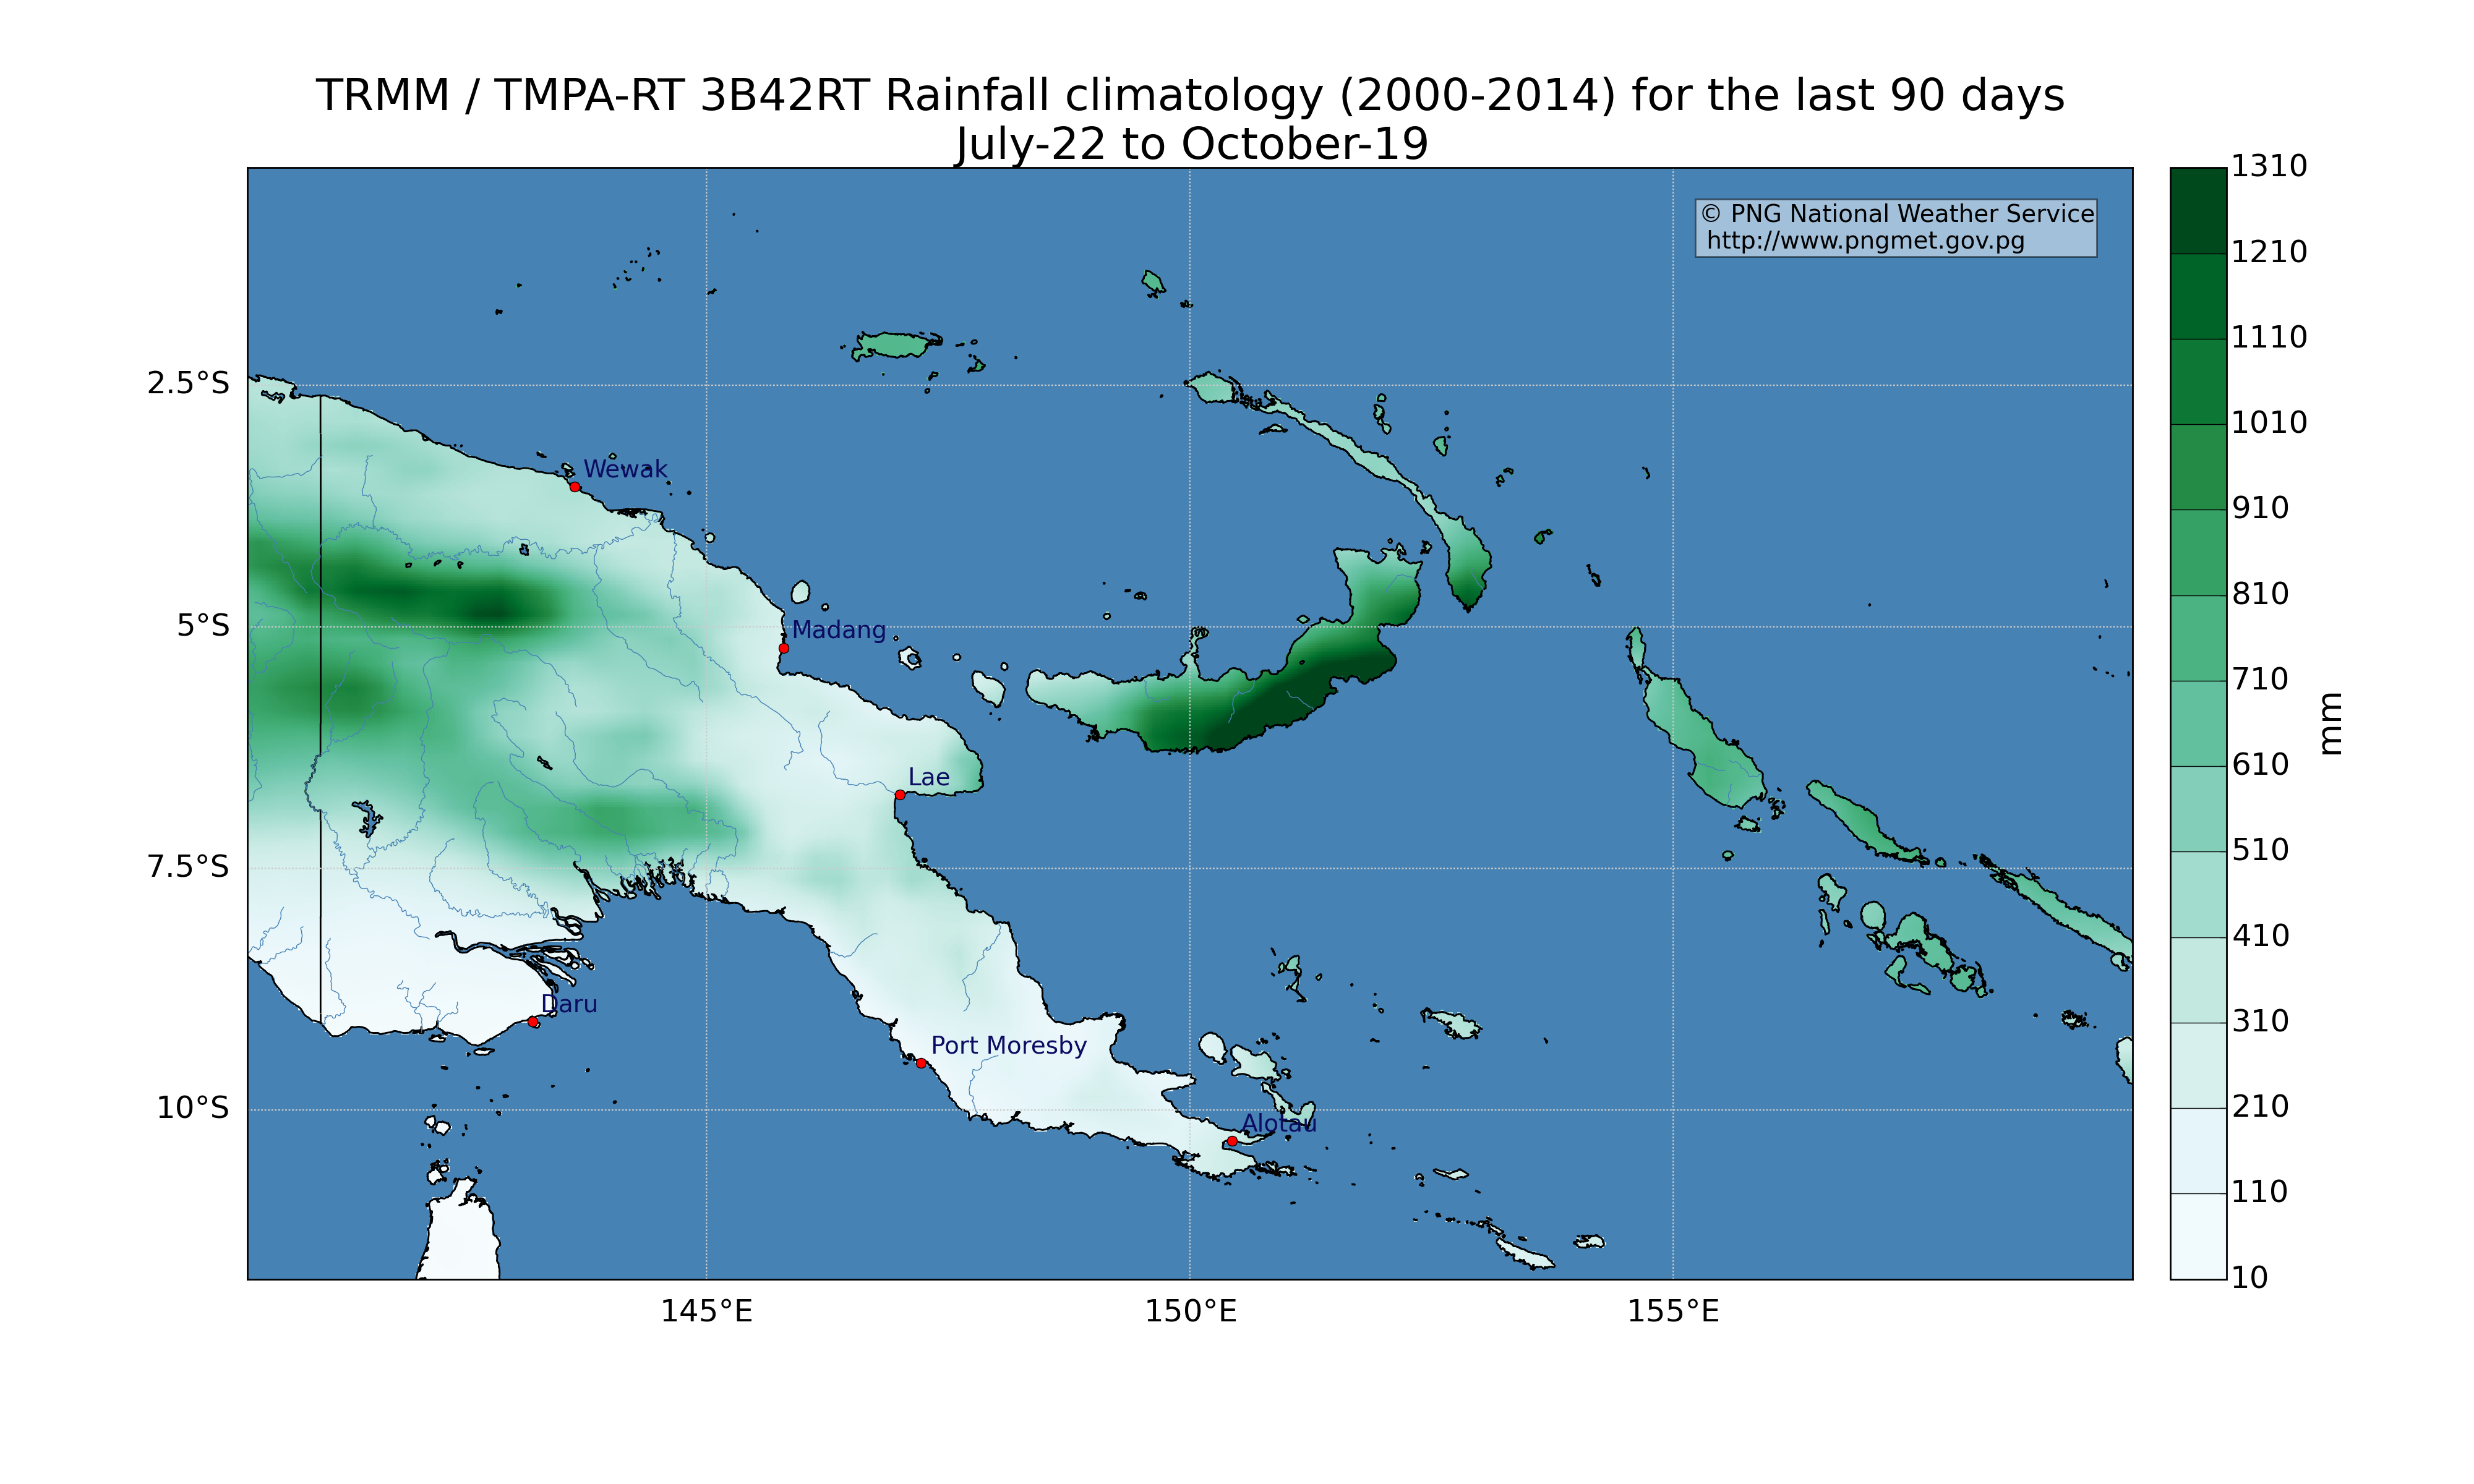 TRMM / TMPA-RT 3B42RT Rainfall climatology (2000-2014) for the last 90 days
July-22 to October-19
© PNG National Weather Service
http://www.pngmet.gov.pg
1310
1210
1110
1010
910
810
710
610
510
410
310
210
110
10
mm
2.5°S
5°S
7.5°S
10°S
Wewak
Madang
Lae
Daru
Port Moresby
Alotau
145°E
150°E
155°E